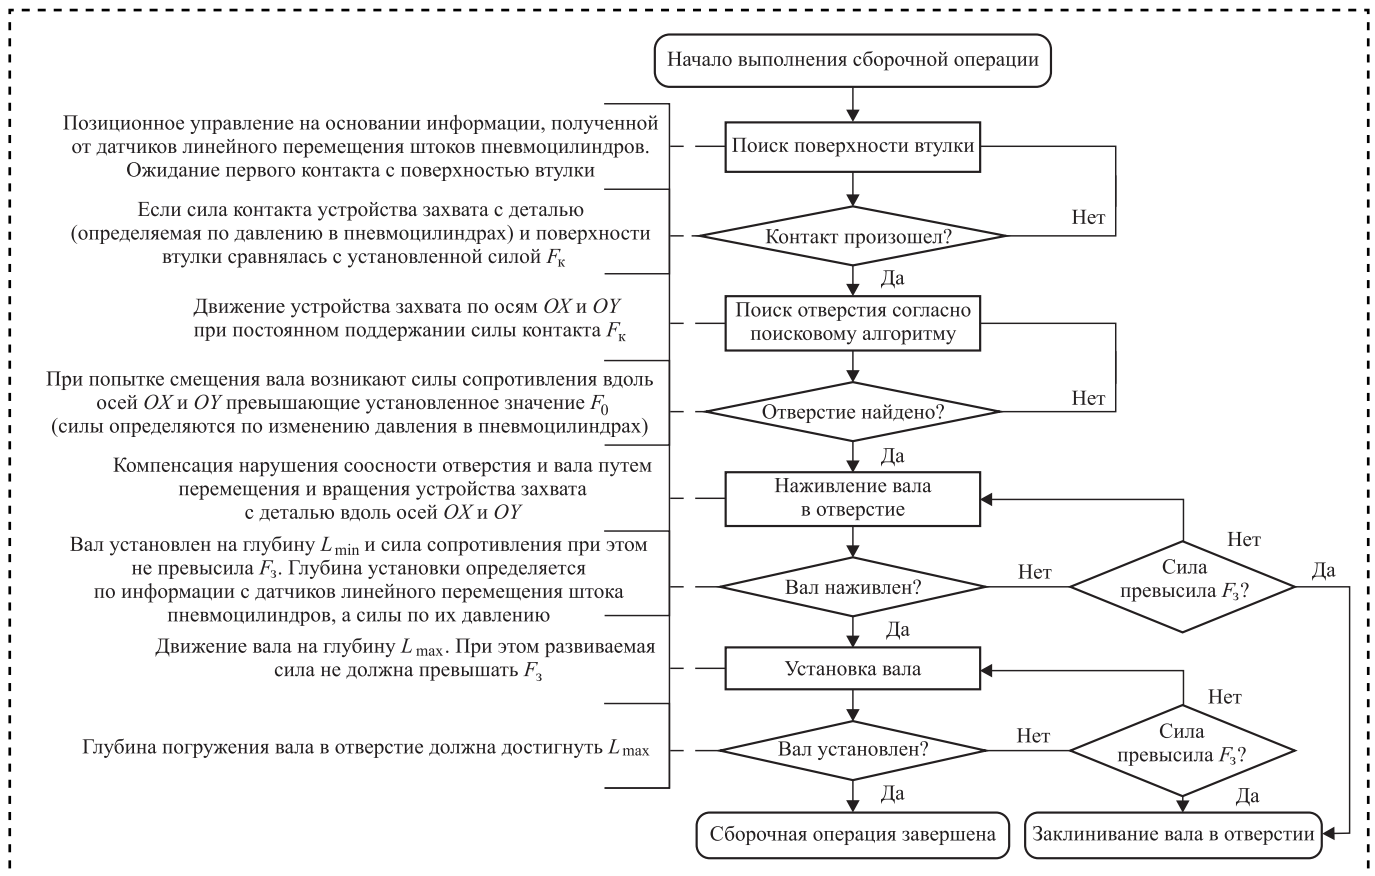 Начало выполнения сборочной операции
Позиционное управление на основании информации, полученной
от датчиков линейного перемещения штоков пневмоцилиндров.
Ожидание первого контакта с поверхностью втулки
Поиск поверхности втулки
Если сила контакта устройства захвата с деталью
(определяемая по давлению в пневмоцилиндрах) и поверхности
втулки сравнялась с установленной силой Fк
Контакт произошел?
Нет
Да
Движение устройства захвата по осям OX и OY
при постоянном поддержании силы контакта Fк
Поиск отверстия согласно
поисковому алгоритму
При попытке смещения вала возникают силы сопротивления вдоль
осей OX и OY превышающие установленное значение F0
(силы определяются по изменению давления в пневмоцилиндрах)
Отверстие найдено?
Нет
Да
Компенсация нарушения соосности отверстия и вала путем
перемещения и вращения устройства захвата
с деталью вдоль осей OX и OY
Наживление вала
в отверстие
Вал установлен на глубину Lmin и сила сопротивления при этом
не превысила Fз. Глубина установки определяется
по информации с датчиков линейного перемещения штока
пневмоцилиндров, а силы по их давлению
Вал наживлен?
Нет
Сила
превысила Fз?
Нет
Да
Да
Движение вала на глубину Lmax. При этом развиваемая
сила не должна превышать Fз
Установка вала
Глубина погружения вала в отверстие должна достигнуть Lmax
Вал установлен?
Нет
Сила
превысила Fз?
Нет
Да
Да
Сборочная операция завершена
Заклинивание вала в отверстии